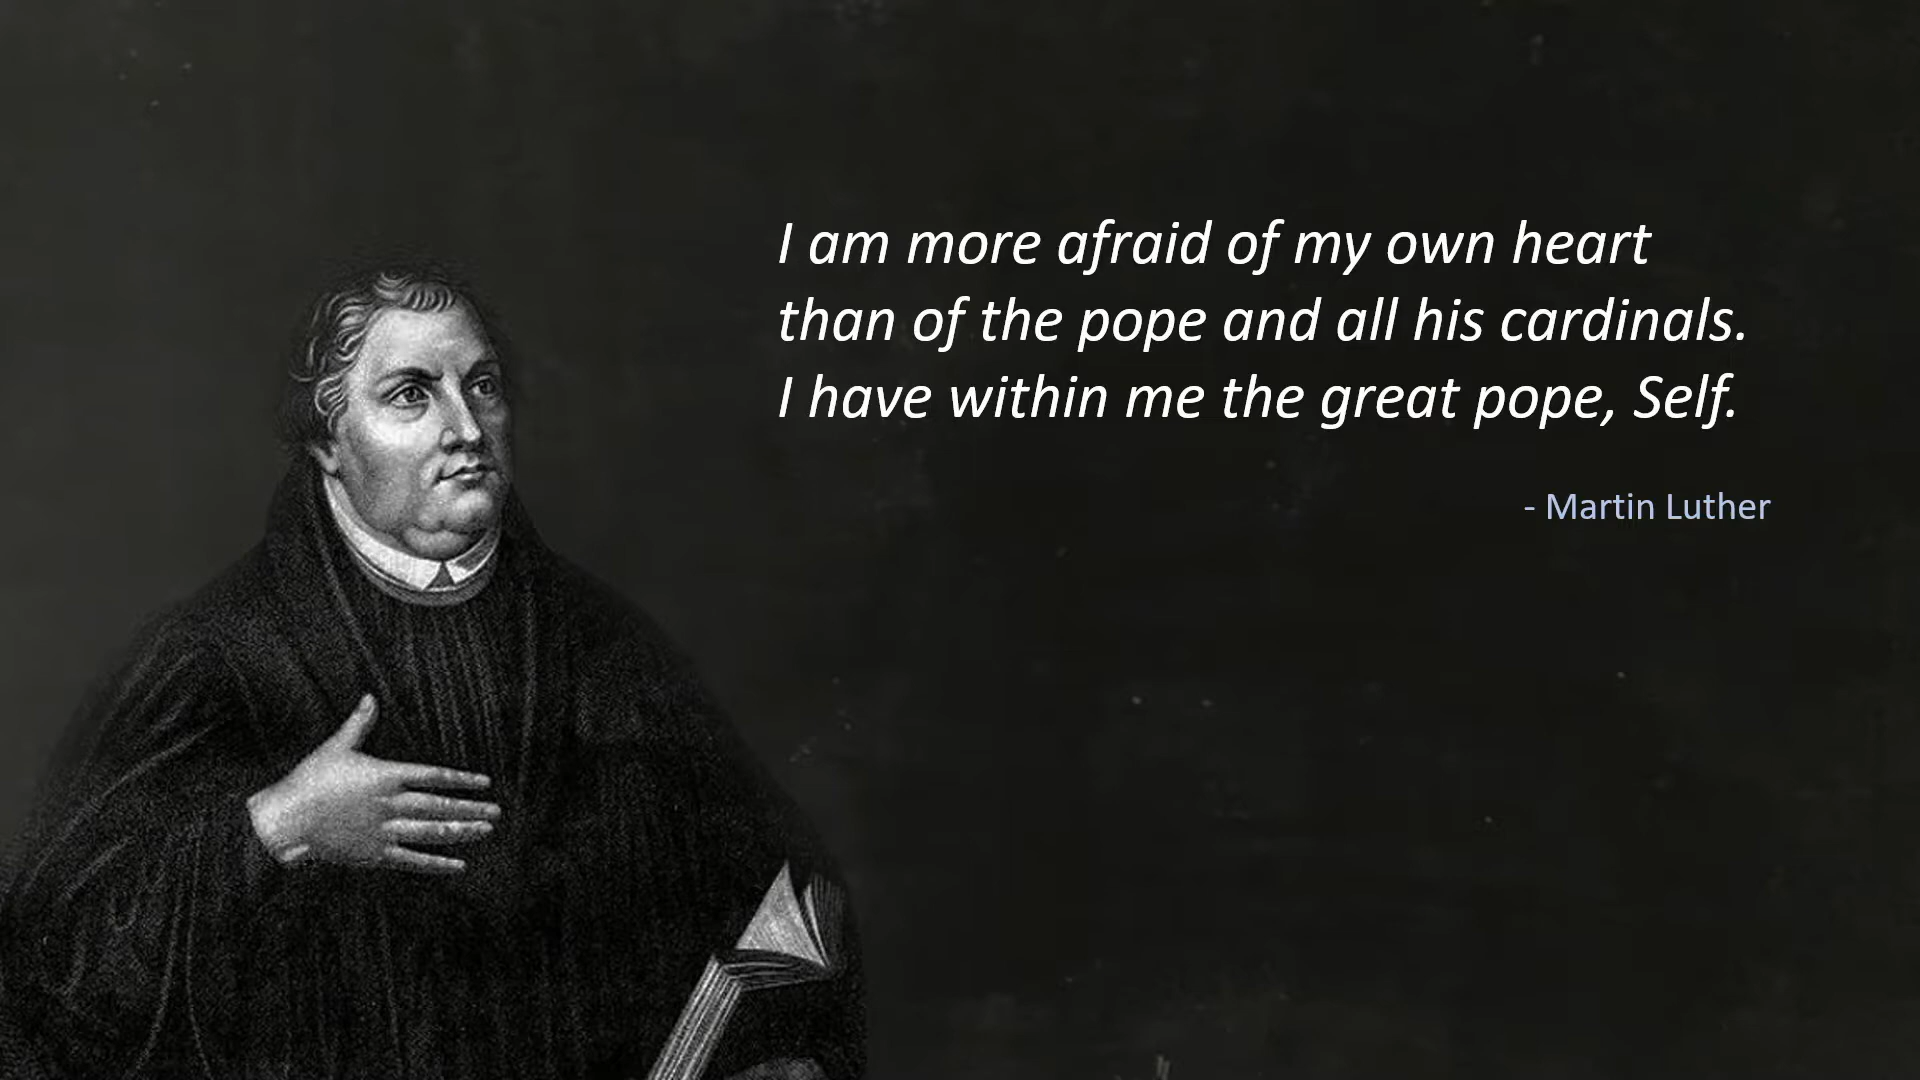 I am more afraid of my own heart
than of the pope and all his cardinals.
I have within me the great pope, Self.
- Martin Luther